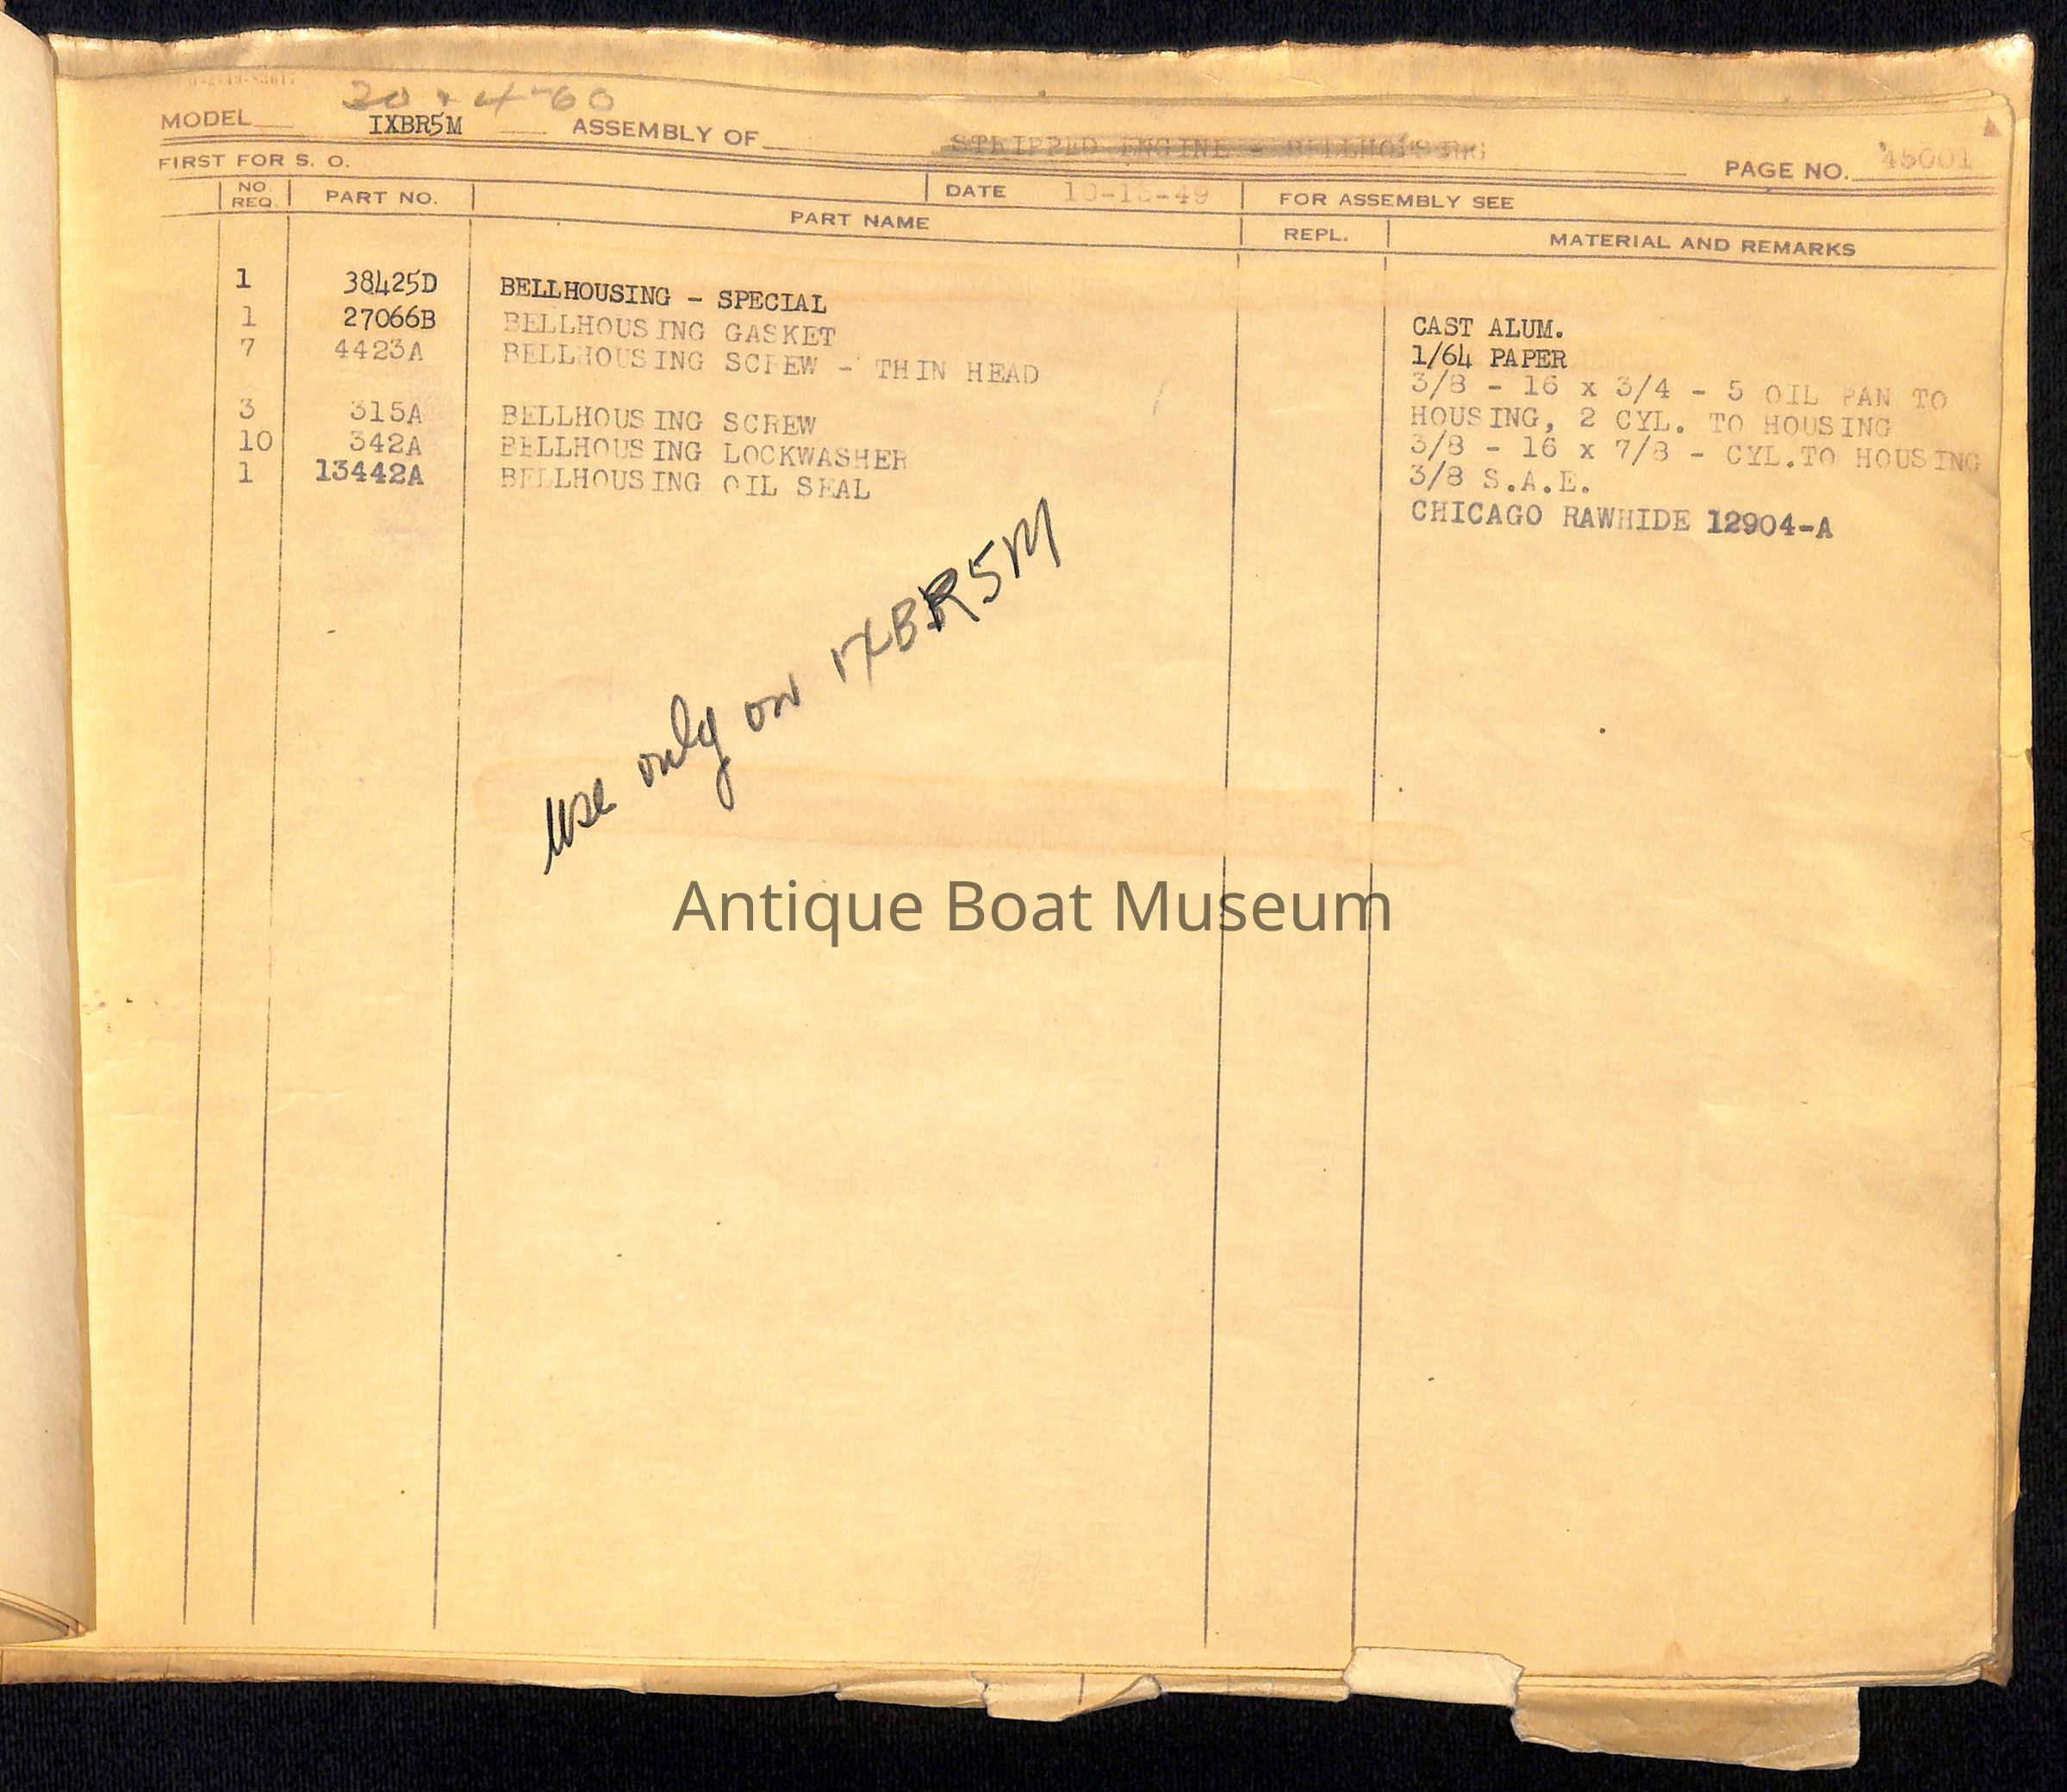 20 + 4-60
MODEL IXBR5M ASSEMBLY OF STRIPPED ENGINE - BELLHOUSING PAGE NO. 45001
FIRST FOR S. O.
NO. REQ. PART NO. PART NAME DATE 10-13-49 FOR ASSEMBLY SEE
REPL. MATERIAL AND REMARKS
1 38425D BELLHOUSING - SPECIAL CAST ALUM.
1 27066B BELLHOUSING GASKET 1/64 PAPER
7 4423A BELLHOUSING SCREW - THIN HEAD 3/8 - 16 x 3/4 - 5 OIL PAN TO
HOUSING, 2 CYL. TO HOUSING
3 315A BELLHOUSING SCREW 3/8 - 16 x 7/8 - CYL.TO HOUSING
10 342A BELLHOUSING LOCKWASHER 3/8 S.A.E.
1 13442A BELLHOUSING OIL SEAL CHICAGO RAWHIDE 12904-A
use only on IXBR5M
Antique Boat Museum